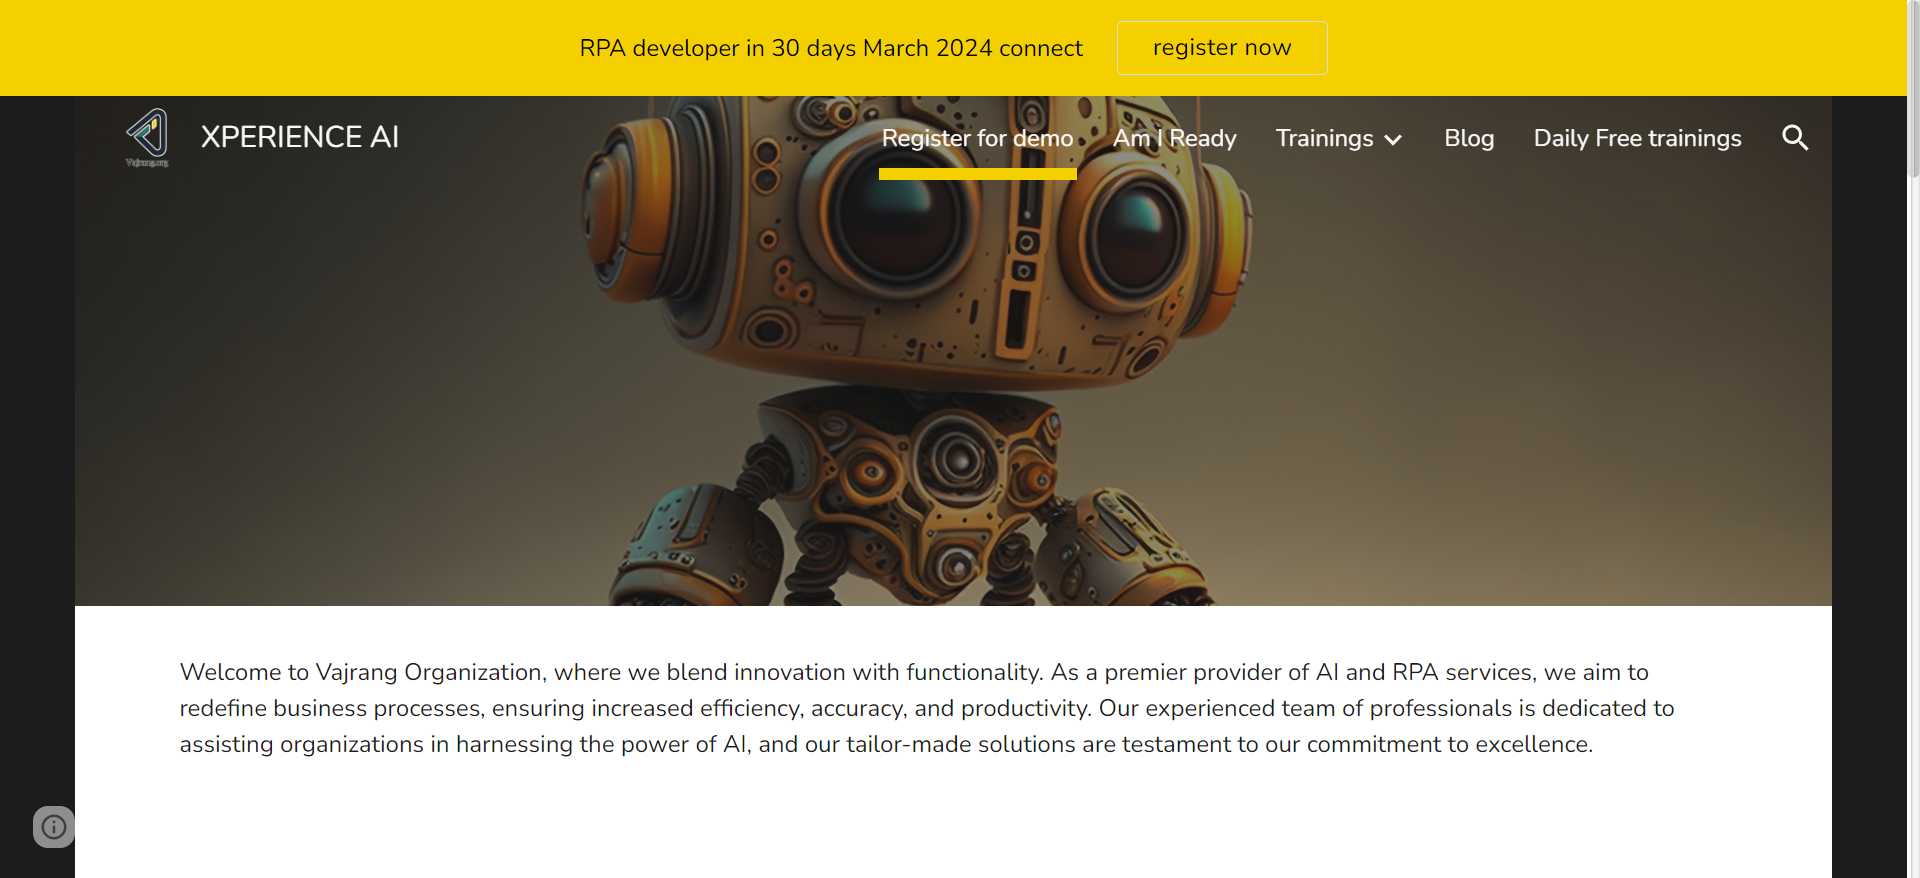 RPA developer in 30 days March 2024 connect
register now
Vajrang.org
XPERIENCE AI
Register for demo
Am I Ready
Trainings
Blog
Daily Free trainings
Welcome to Vajrang Organization, where we blend innovation with functionality. As a premier provider of AI and RPA services, we aim to
redefine business processes, ensuring increased efficiency, accuracy, and productivity. Our experienced team of professionals is dedicated to
assisting organizations in harnessing the power of AI, and our tailor-made solutions are testament to our commitment to excellence.